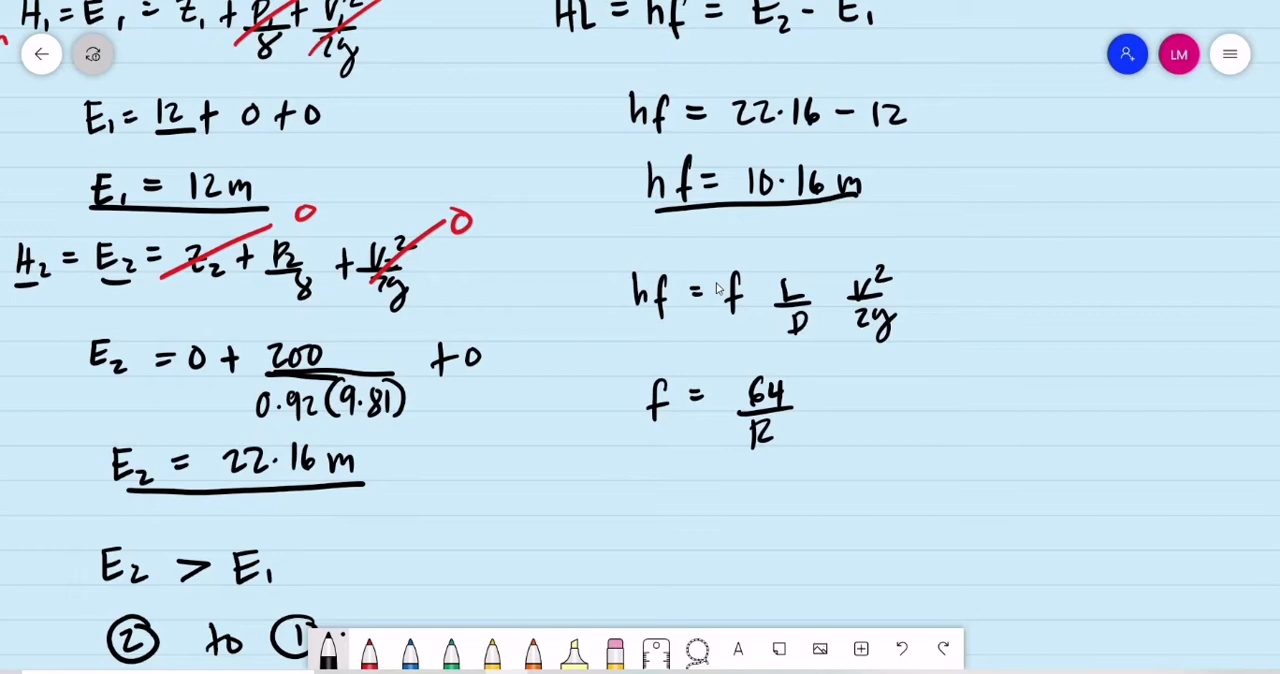 H₁ = E₁ = Z₁ + P₁/γ + V₁²/2g
E₁ = 12 + 0 + 0
E₁ = 12 m
0 0
H₂ = E₂ = Z₂ + P₂/γ + V₂²/2g
E₂ = 0 + 200/0.92(9.81) + 0
E₂ = 22.16 m
E₂ > E₁
② to ①
HL = hf = E₂ - E₁
hf = 22.16 - 12
hf = 10.16 m
hf = f L/D V²/2g
f = 64/R
LM
A